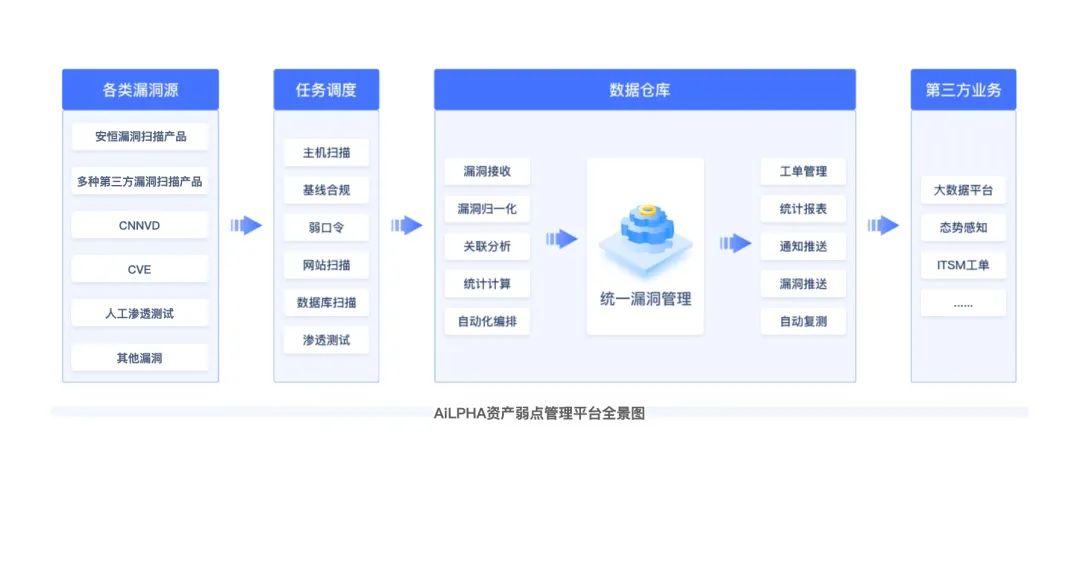 各类漏洞源
安恒漏洞扫描产品
多种第三方漏洞扫描产品
CNNVD
CVE
人工渗透测试
其他漏洞
任务调度
主机扫描
基线合规
弱口令
网站扫描
数据库扫描
渗透测试
数据仓库
漏洞接收
漏洞归一化
关联分析
统计计算
自动化编排
统一漏洞管理
工单管理
统计报表
通知推送
漏洞推送
自动复测
第三方业务
大数据平台
态势感知
ITSM工单
......
AiLPHA资产弱点管理平台全景图